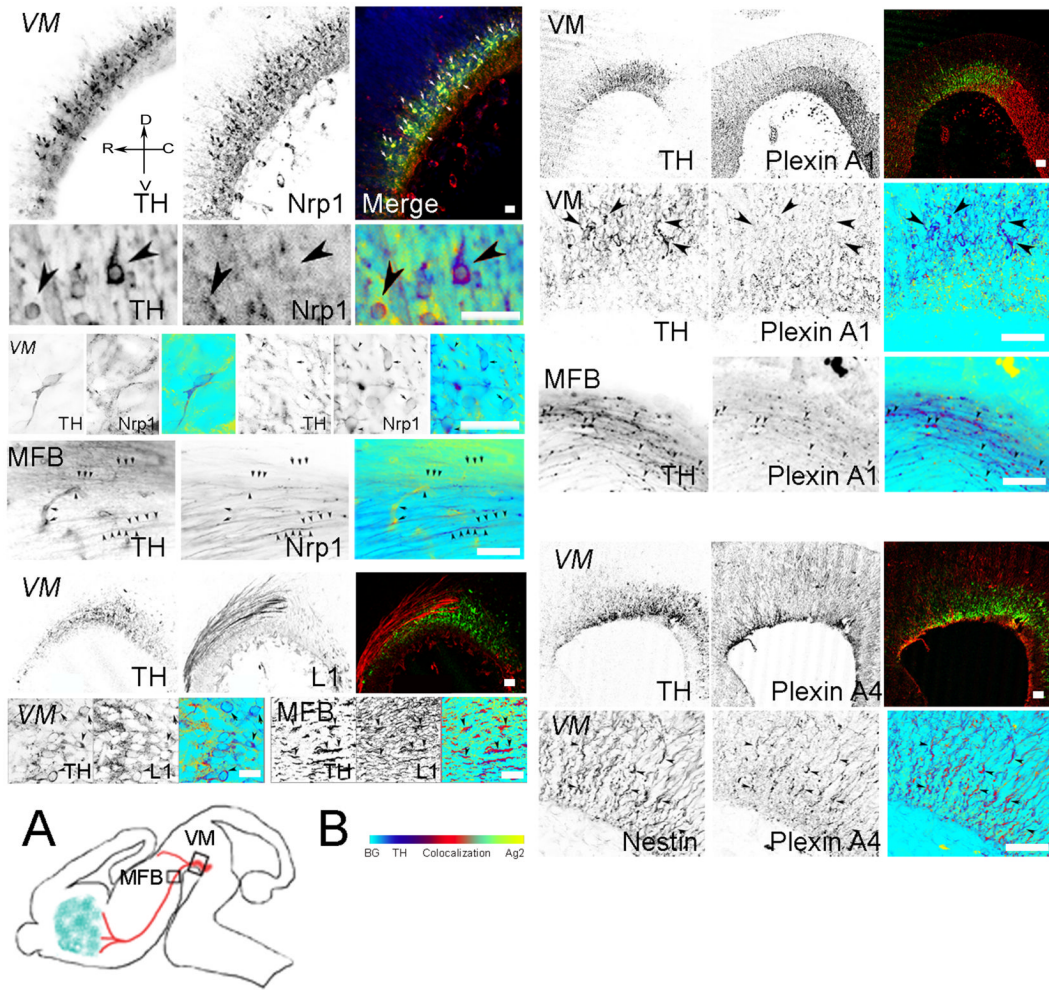 VM
D
R C
V
TH Nrp1 Merge
TH Nrp1
VM
TH Nrp1 TH Nrp1
MFB
TH Nrp1
VM
TH L1
VM MFB
TH L1 TH L1
A
VM
MFB
B
BG TH Colocalization Ag2
VM
TH Plexin A1
VM
TH Plexin A1
MFB
TH Plexin A1
VM
TH Plexin A4
VM
Nestin Plexin A4